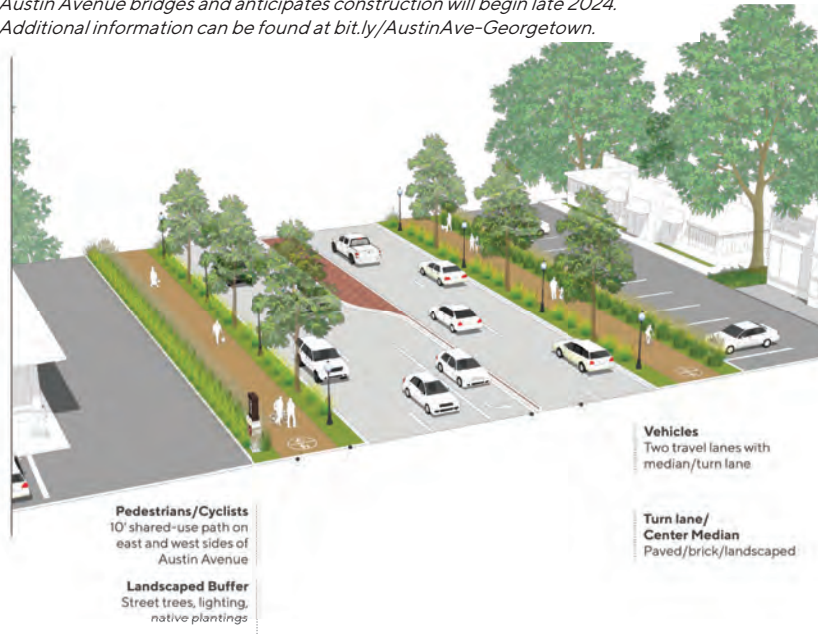 Austin Avenue bridges and anticipates construction will begin late 2024.
Additional information can be found at bit.ly/AustinAve-Georgetown.
Vehicles
Two travel lanes with
median/turn lane
Pedestrians/Cyclists
10' shared-use path on
east and west sides of
Austin Avenue
Turn lane/
Center Median
Paved/brick/landscaped
Landscaped Buffer
Street trees, lighting,
native plantings